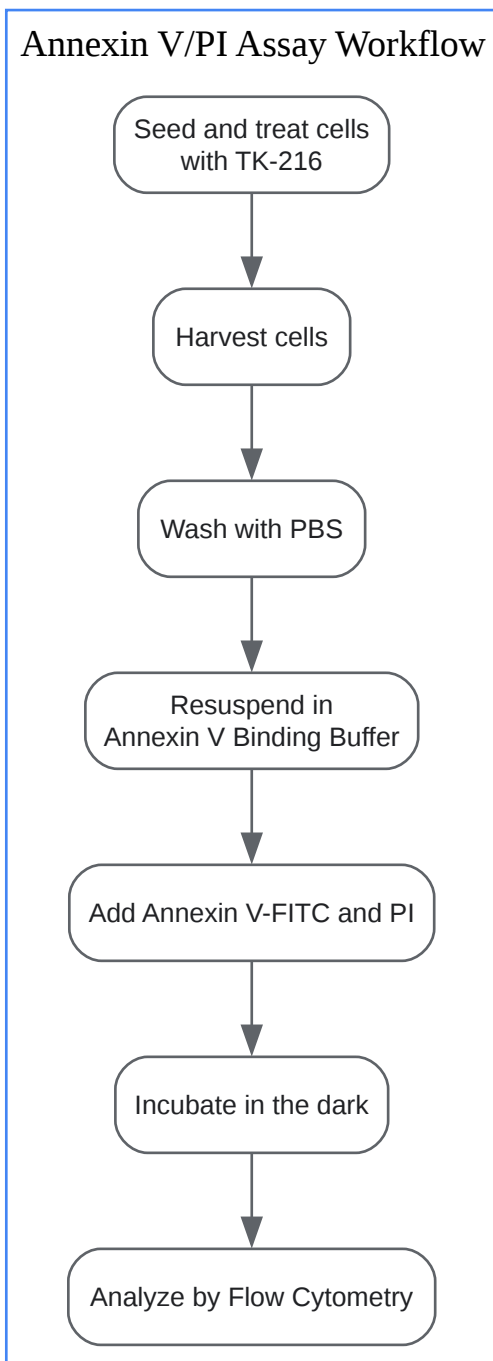 Annexin V/PI Assay Workflow
Seed and treat cells
with TK-216
Harvest cells
Wash with PBS
Resuspend in
Annexin V Binding Buffer
Add Annexin V-FITC and PI
Incubate in the dark
Analyze by Flow Cytometry